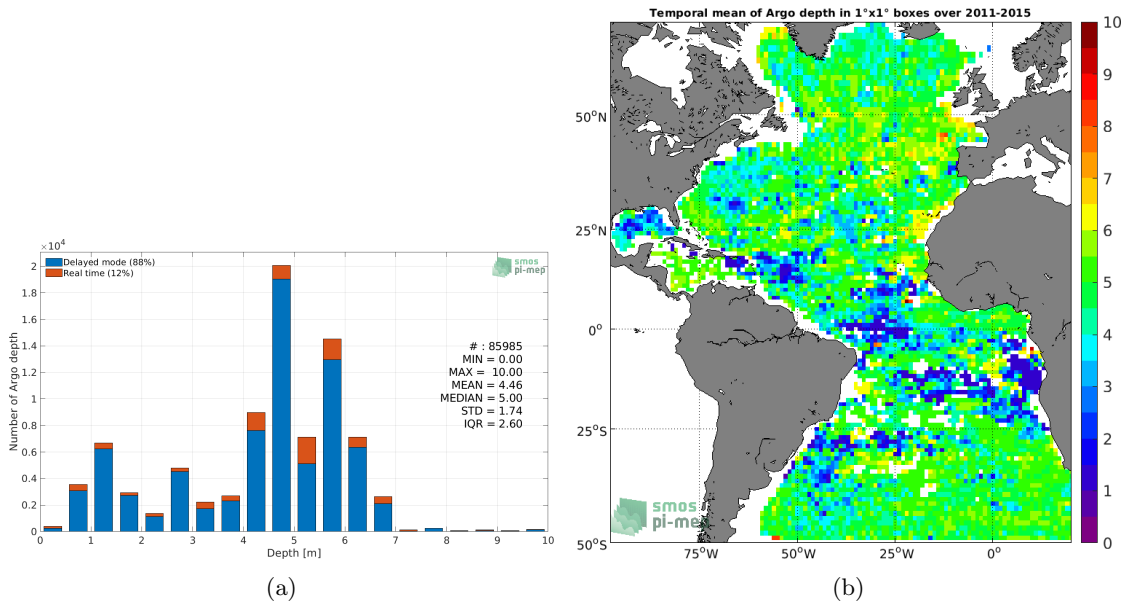 Temporal mean of Argo depth in 1°x1° boxes over 2011-2015
×10⁴
Delayed mode (88%)
Real time (12%)
smos
pi-mep
# : 85985
MIN = 0.00
MAX = 10.00
MEAN = 4.46
MEDIAN = 5.00
STD = 1.74
IQR = 2.60
Number of Argo depth
2
1.8
1.6
1.4
1.2
1
0.8
0.6
0.4
0.2
0
0 1 2 3 4 5 6 7 8 9 10
Depth [m]
(a)
50°N
25°N
0°
25°S
50°S
75°W 50°W 25°W 0°
smos
pi-mep
10
9
8
7
6
5
4
3
2
1
0
(b)